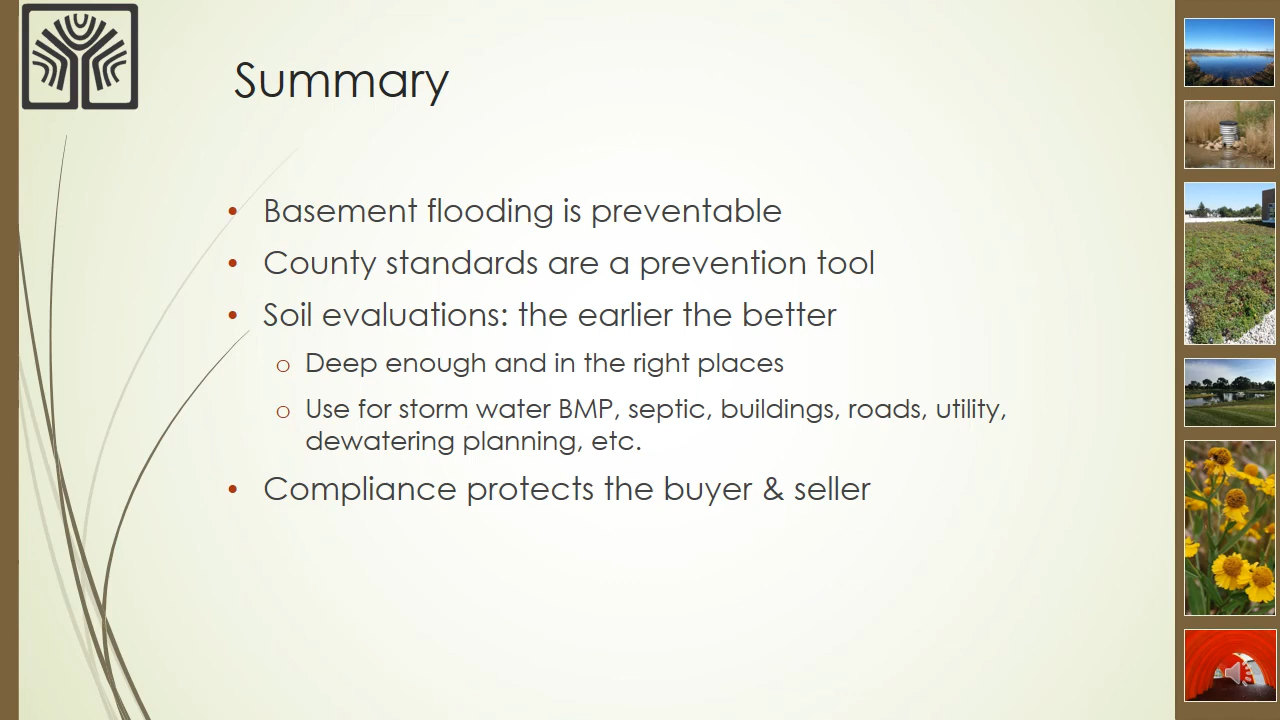 Summary
• Basement flooding is preventable
• County standards are a prevention tool
• Soil evaluations: the earlier the better
o Deep enough and in the right places
o Use for storm water BMP, septic, buildings, roads, utility,
dewatering planning, etc.
• Compliance protects the buyer & seller